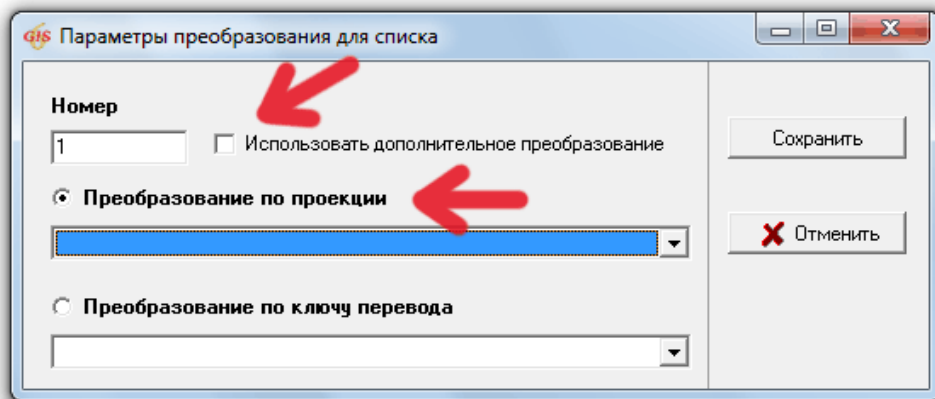 GIS Параметры преобразования для списка
Номер
1
Использовать дополнительное преобразование
Сохранить
Преобразование по проекции
Отменить
Преобразование по ключу перевода